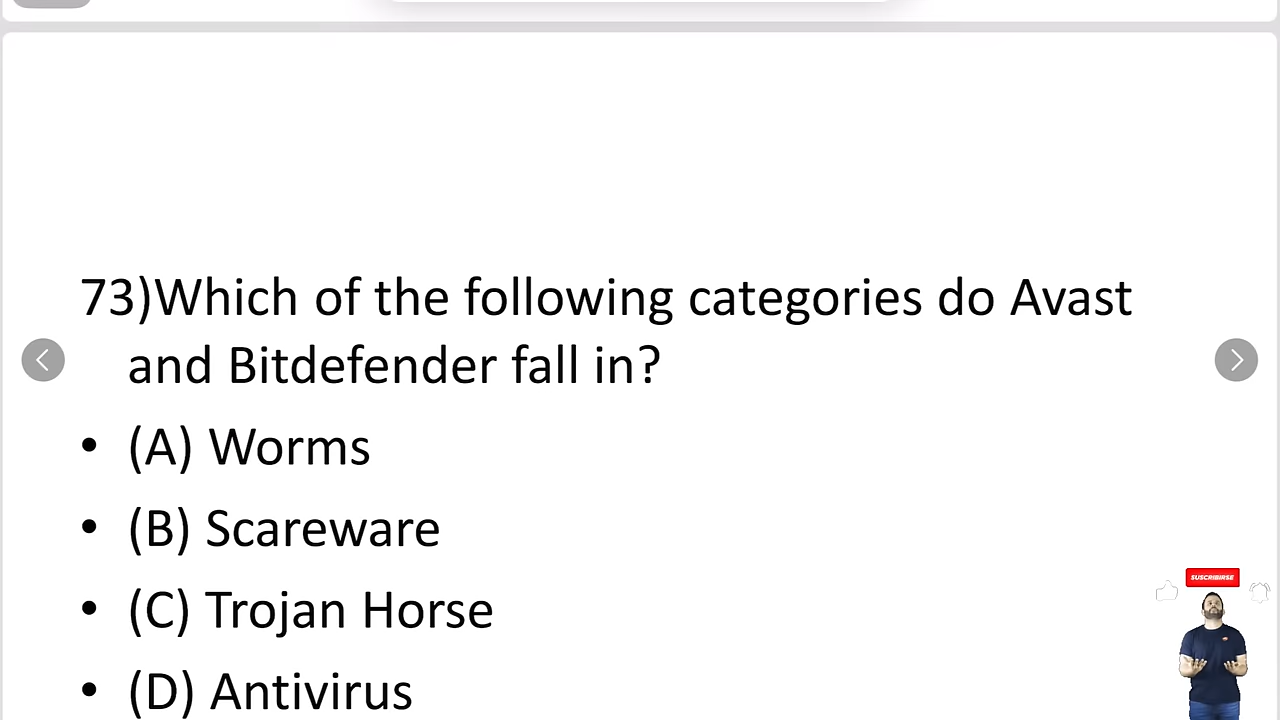 73)Which of the following categories do Avast
and Bitdefender fall in?
• (A) Worms
• (B) Scareware
• (C) Trojan Horse
• (D) Antivirus
SUSCRIBIRSE